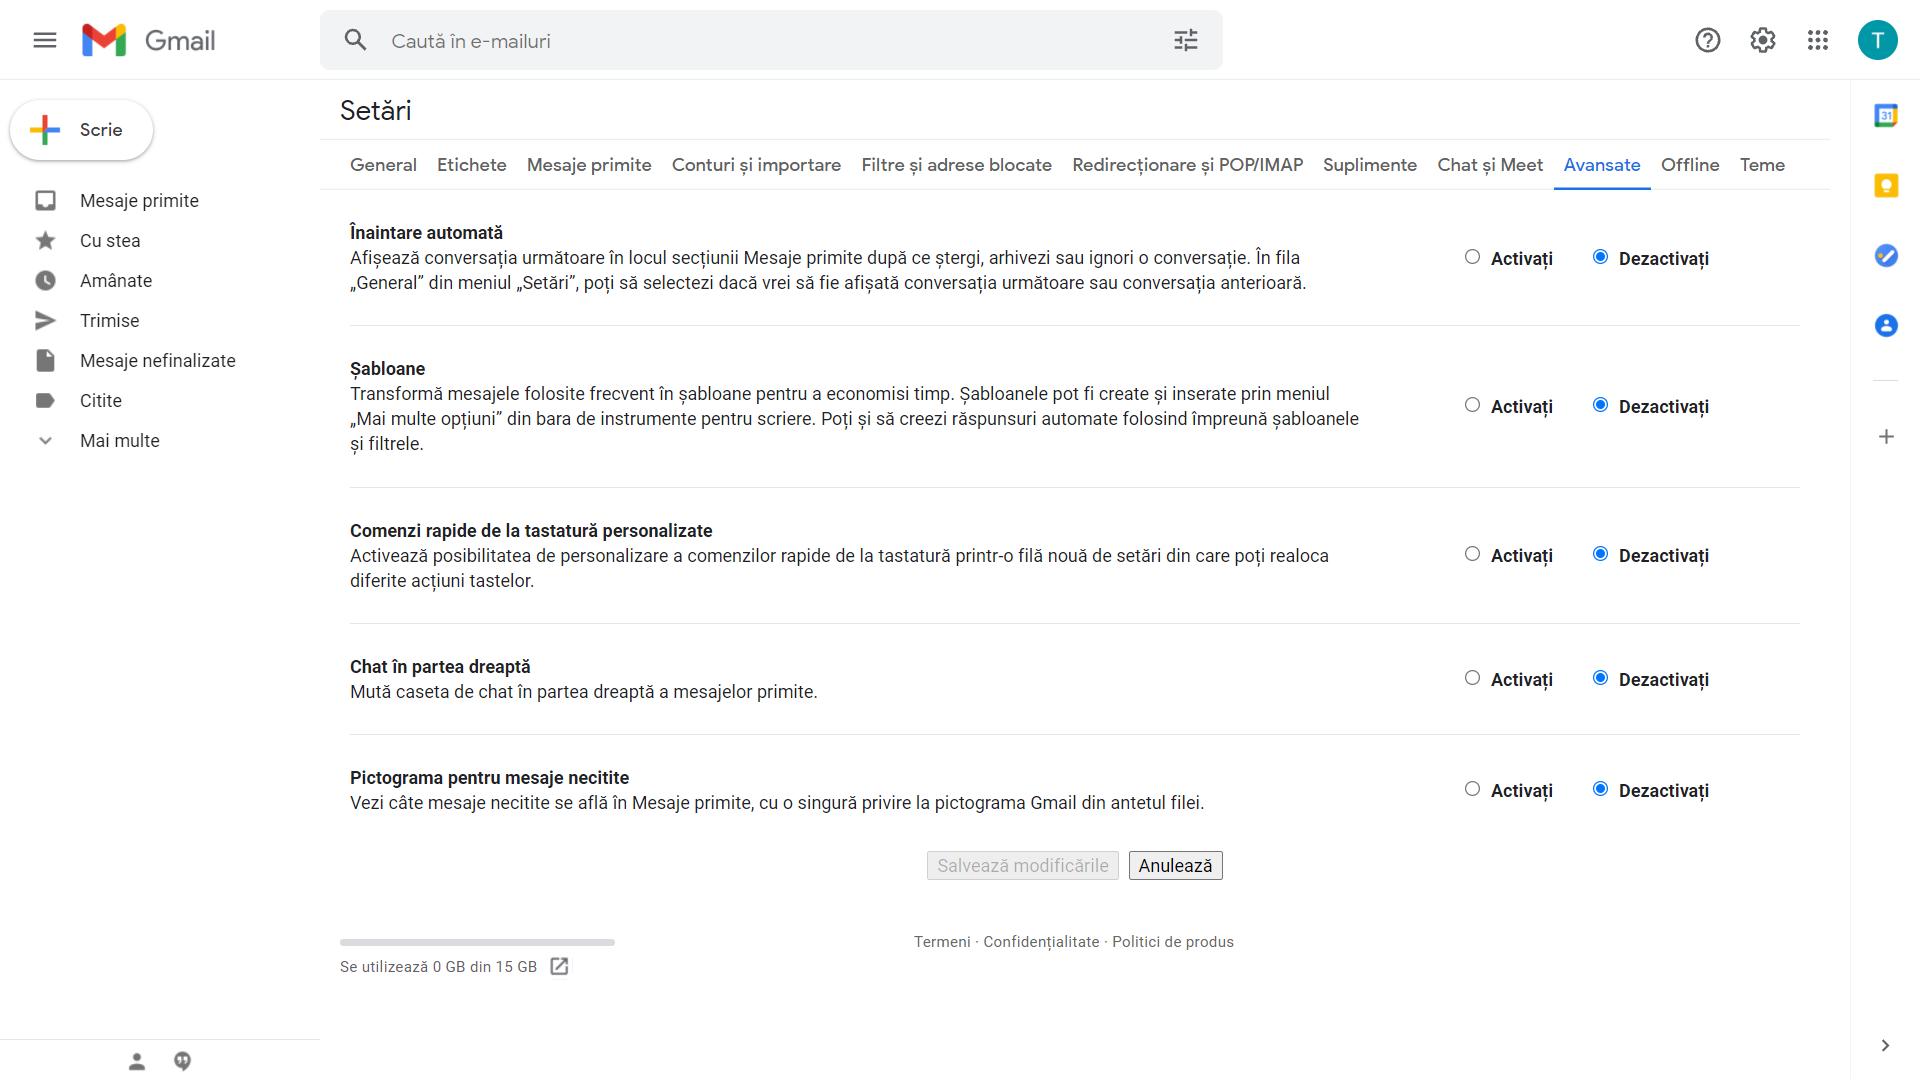 Gmail
Caută în e-mailuri
T
Scrie
Mesaje primite
Cu stea
Amânate
Trimise
Mesaje nefinalizate
Citite
Mai multe
Setări
General Etichete Mesaje primite Conturi și importare Filtre și adrese blocate Redirecționare și POP/IMAP Suplimente Chat și Meet Avansate Offline Teme
Înaintare automată
Afișează conversația următoare în locul secțiunii Mesaje primite după ce ștergi, arhivezi sau ignori o conversație. În fila
„General” din meniul „Setări”, poți să selectezi dacă vrei să fie afișată conversația următoare sau conversația anterioară.
Activați Dezactivați
Șabloane
Transformă mesajele folosite frecvent în șabloane pentru a economisi timp. Șabloanele pot fi create și inserate prin meniul
„Mai multe opțiuni” din bara de instrumente pentru scriere. Poți și să creezi răspunsuri automate folosind împreună șabloanele
și filtrele.
Activați Dezactivați
Comenzi rapide de la tastatură personalizate
Activează posibilitatea de personalizare a comenzilor rapide de la tastatură printr-o filă nouă de setări din care poți realoca
diferite acțiuni tastelor.
Activați Dezactivați
Chat în partea dreaptă
Mută caseta de chat în partea dreaptă a mesajelor primite.
Activați Dezactivați
Pictograma pentru mesaje necitite
Vezi câte mesaje necitite se află în Mesaje primite, cu o singură privire la pictograma Gmail din antetul filei.
Activați Dezactivați
Salvează modificările Anulează
Termeni · Confidențialitate · Politici de produs
Se utilizează 0 GB din 15 GB
31